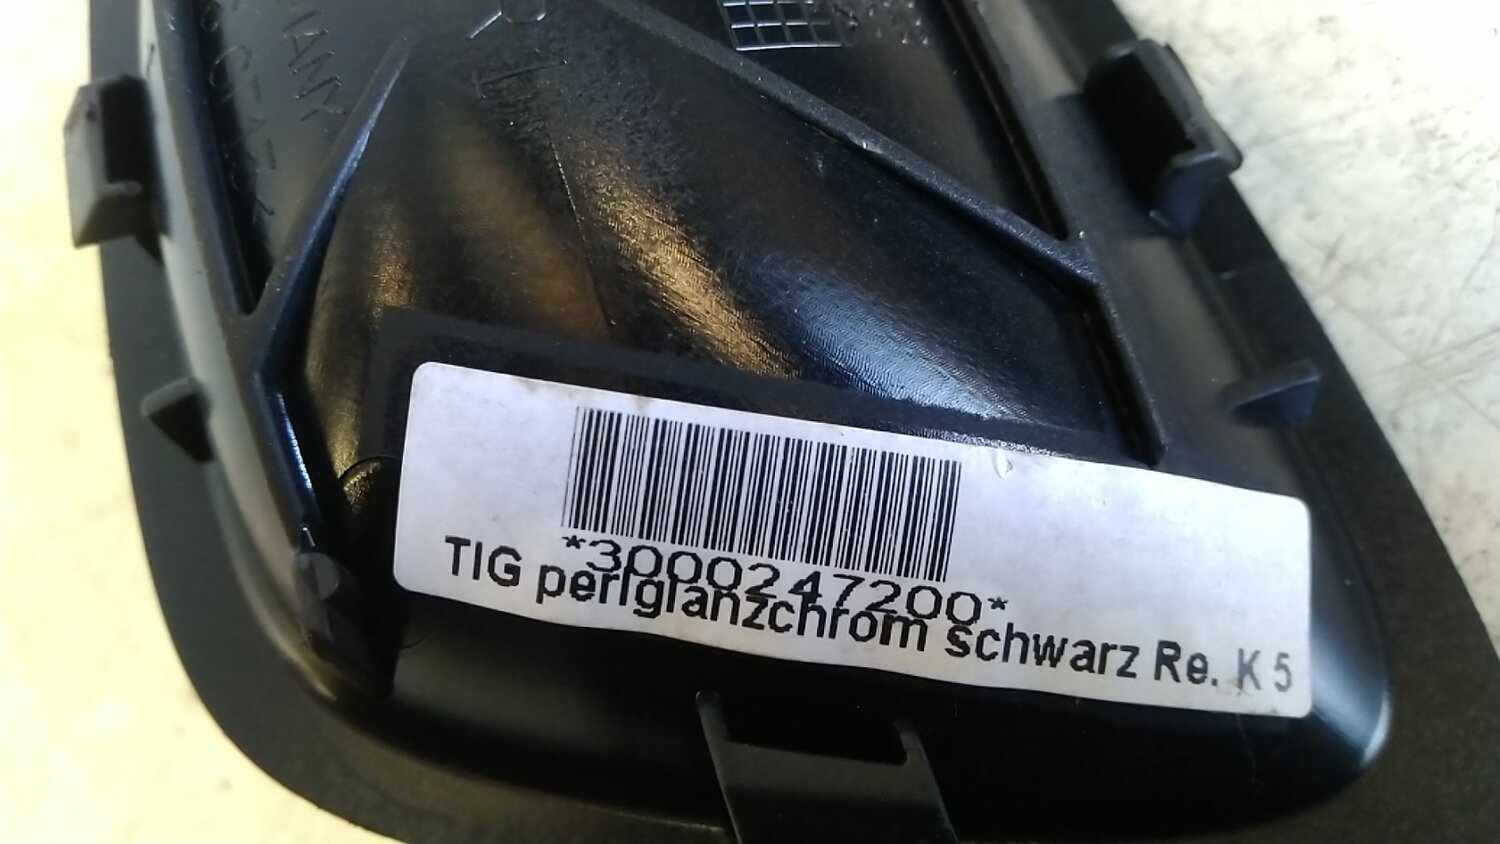 *3000247200*
TIG perlglanzchrom schwarz Re. K 5